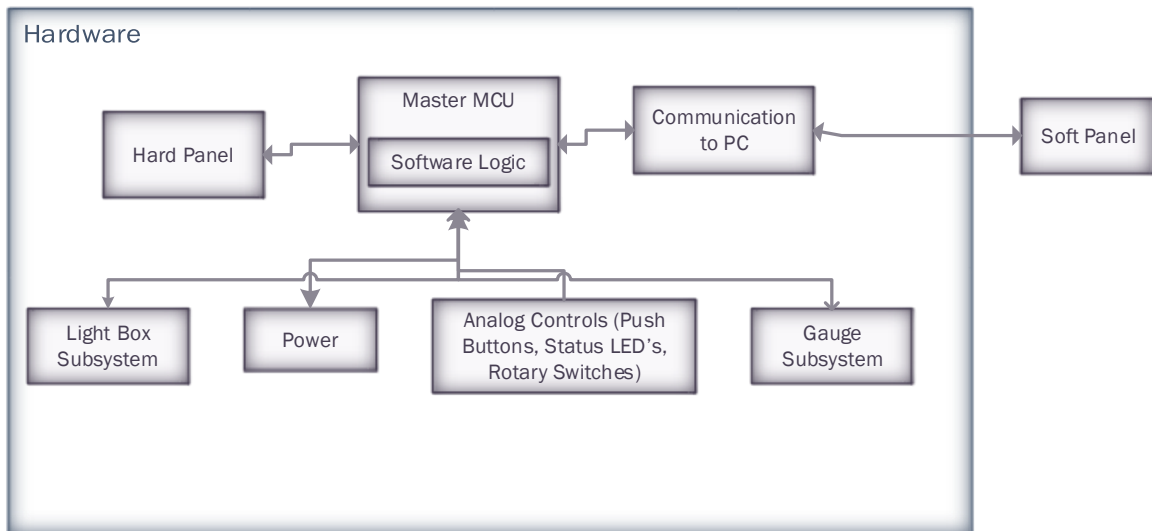 Hardware
Master MCU
Software Logic
Hard Panel
Communication
to PC
Soft Panel
Light Box
Subsystem
Power
Analog Controls (Push
Buttons, Status LED's,
Rotary Switches)
Gauge
Subsystem